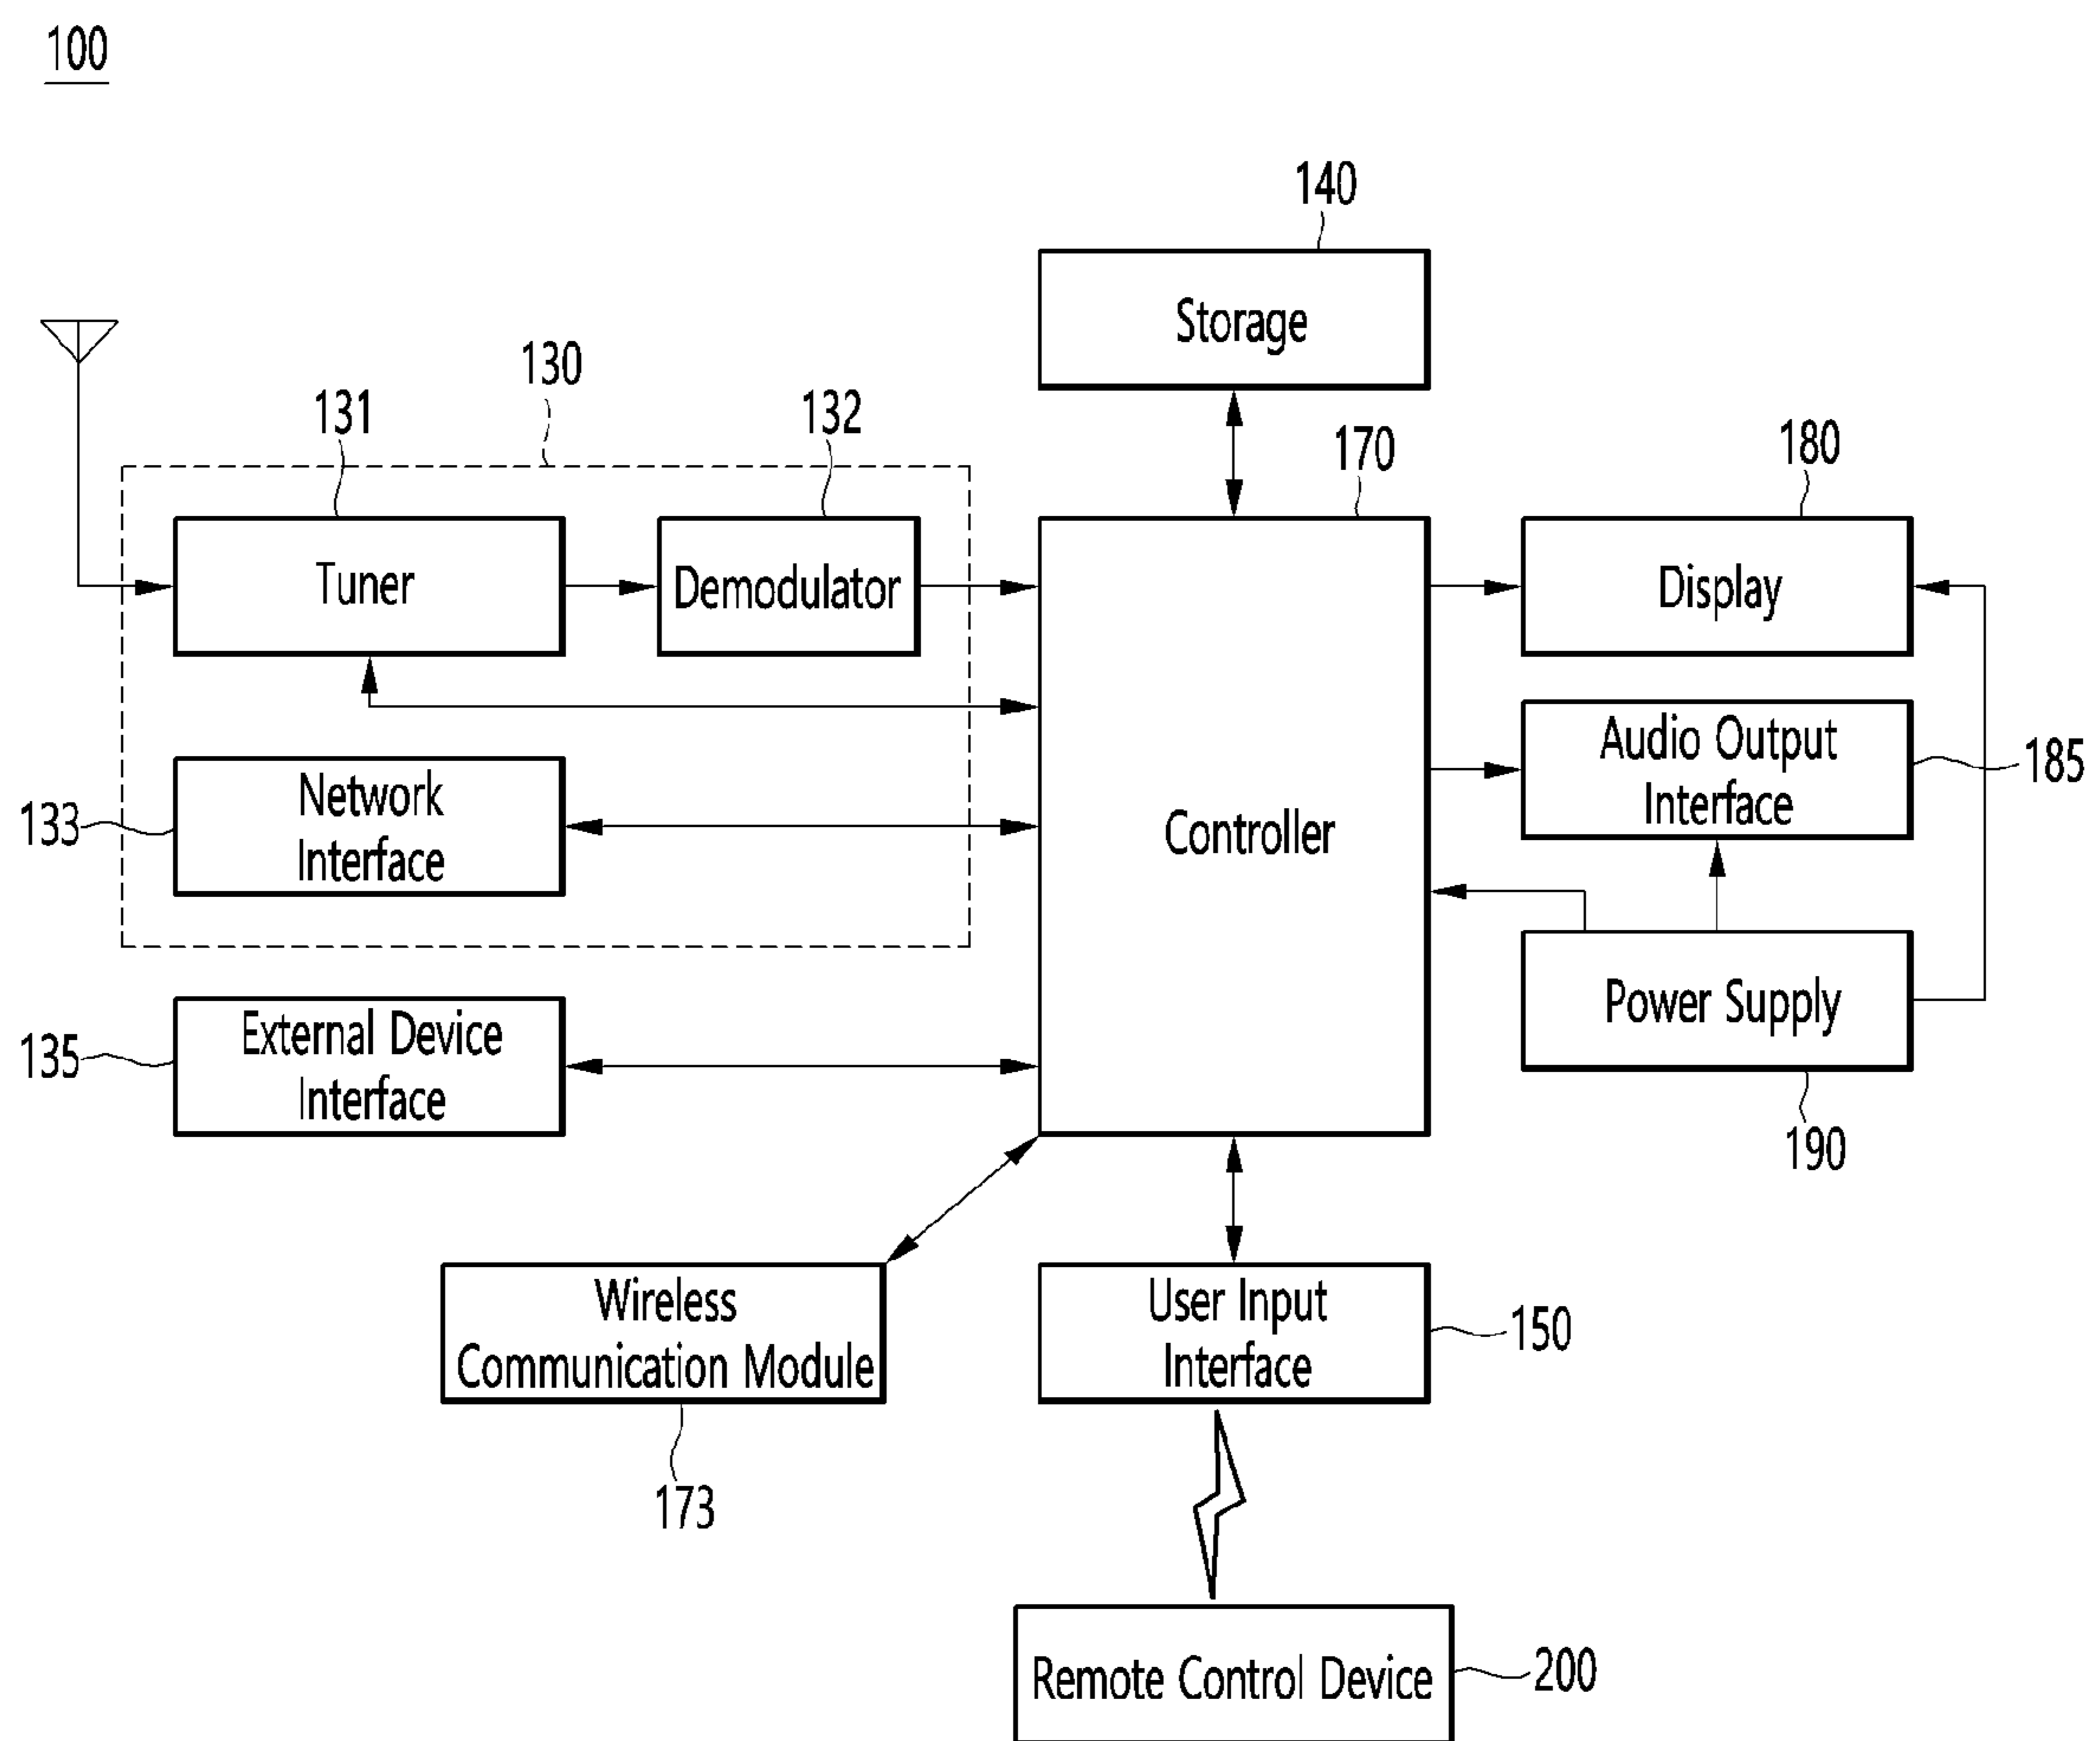 100
140
Storage
130
131
132
170
180
Tuner
Demodulator
Display
Audio Output
Interface
185
Network
Interface
133
Controller
Power Supply
190
External Device
Interface
135
Wireless
Communication Module
173
User Input
Interface
150
Remote Control Device
200